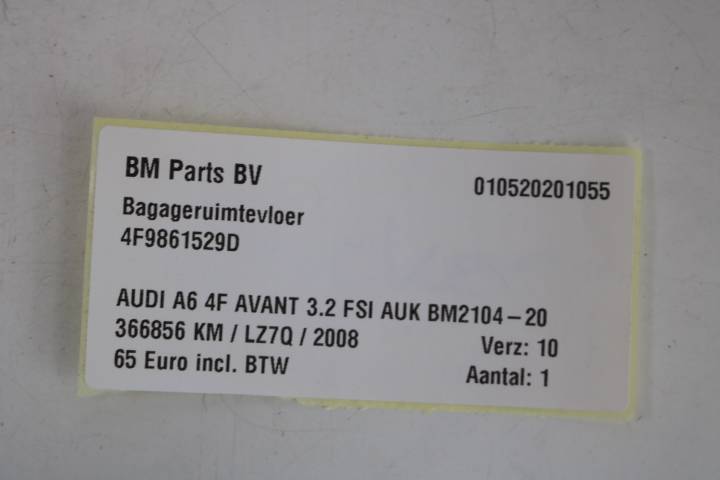 BM Parts BV
010520201055
Bagageruimtevloer
4F9861529D
AUDI A6 4F AVANT 3.2 FSI AUK BM2104-20
366856 KM / LZ7Q / 2008
Verz: 10
65 Euro incl. BTW
Aantal: 1